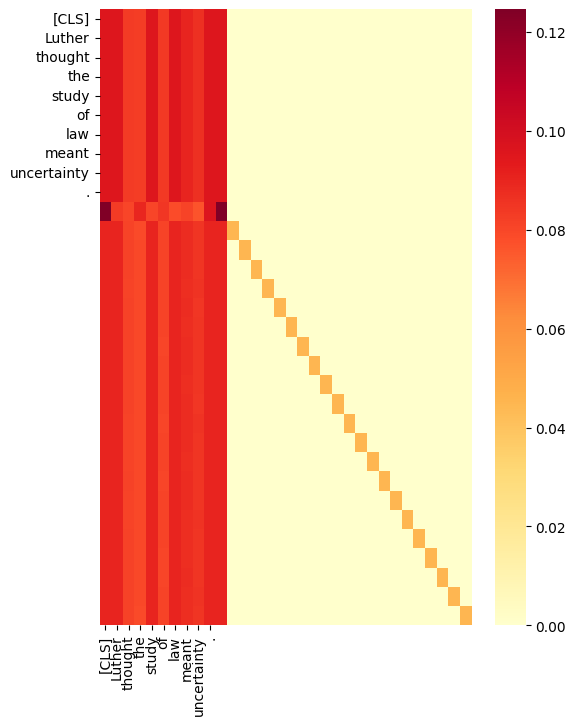 [CLS]
Luther
thought
the
study
of
law
meant
uncertainty
.
0.12
0.10
0.08
0.06
0.04
0.02
0.00
[CLS]
Luther
thought
the
study
of
law
meant
uncertainty
.